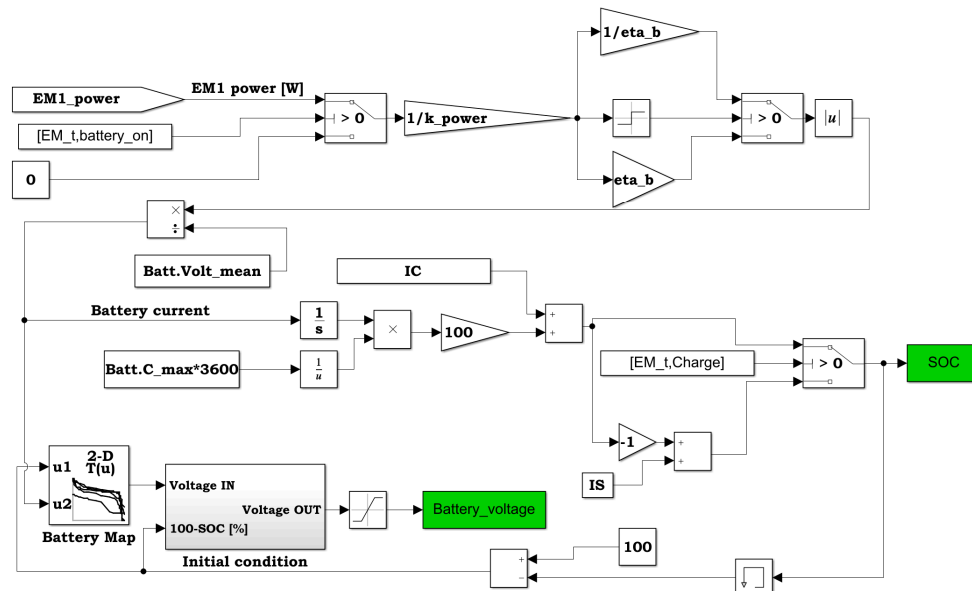 1/eta_b
EM1 power [W]
EM1_power
> 0
1/k_power
> 0
|u|
[EM_t,battery_on]
0
eta_b
×
÷
Batt.Volt_mean
IC
Battery current
1
s
×
100
+
+
Batt.C_max*3600
1
u
[EM_t,Charge]
> 0
SOC
-1
+
+
IS
2-D
T(u)
u1
u2
Battery Map
Voltage IN
Voltage OUT
100-SOC [%]
Battery_voltage
Initial condition
+
−
100